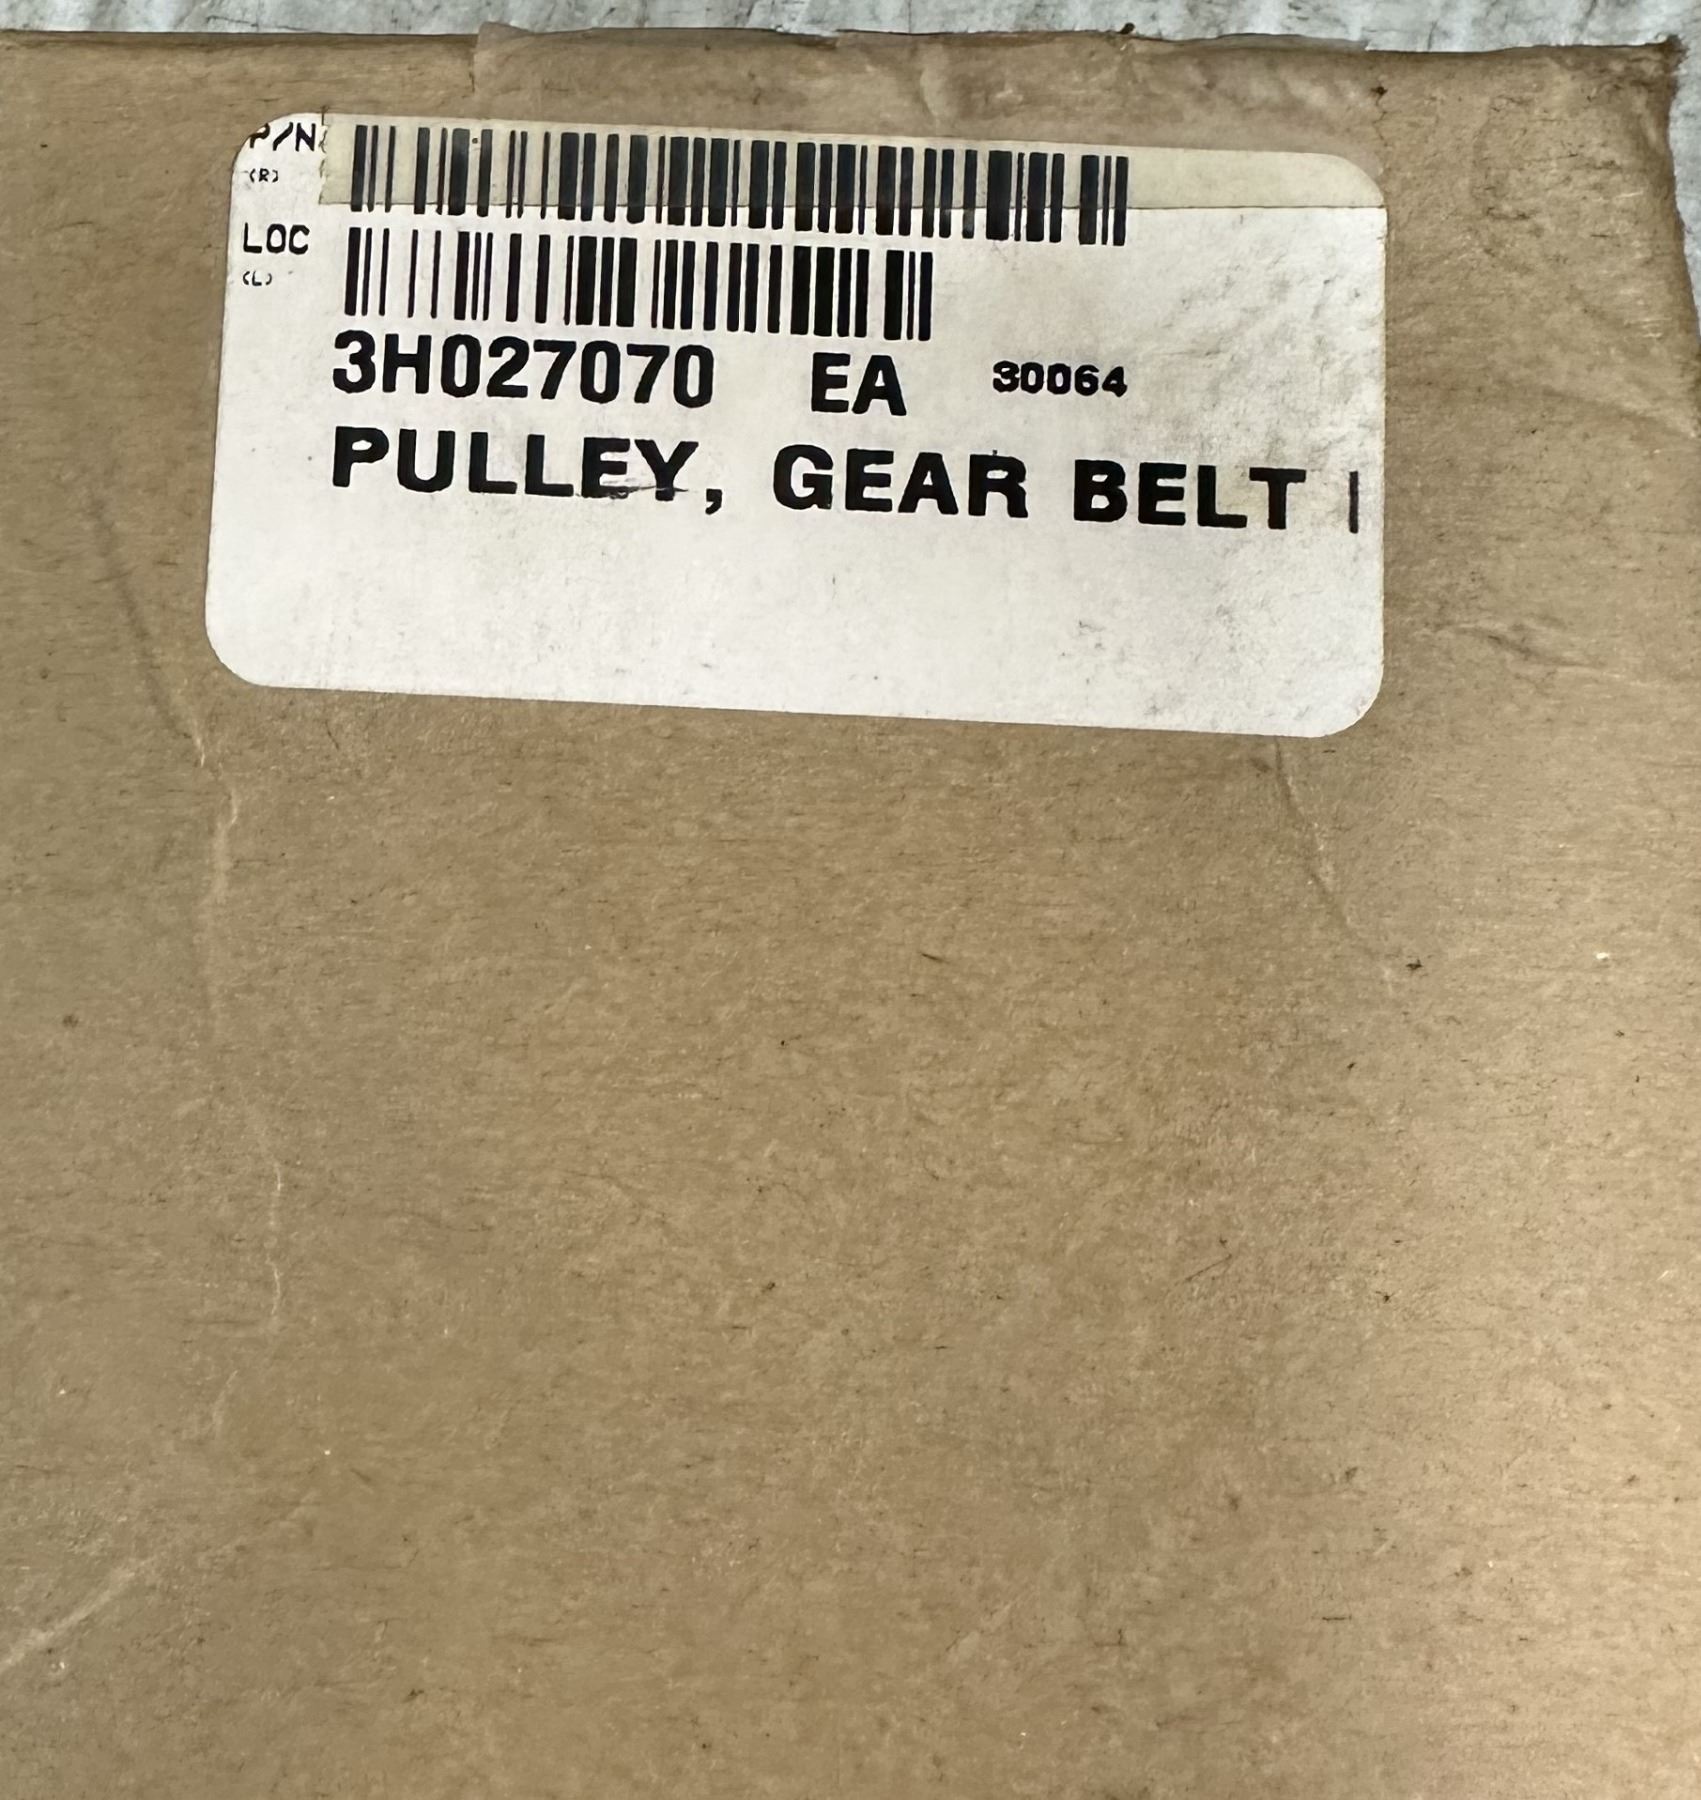 P/N
(R)
LOC
(L)
3H027070 EA 30064
PULLEY, GEAR BELT